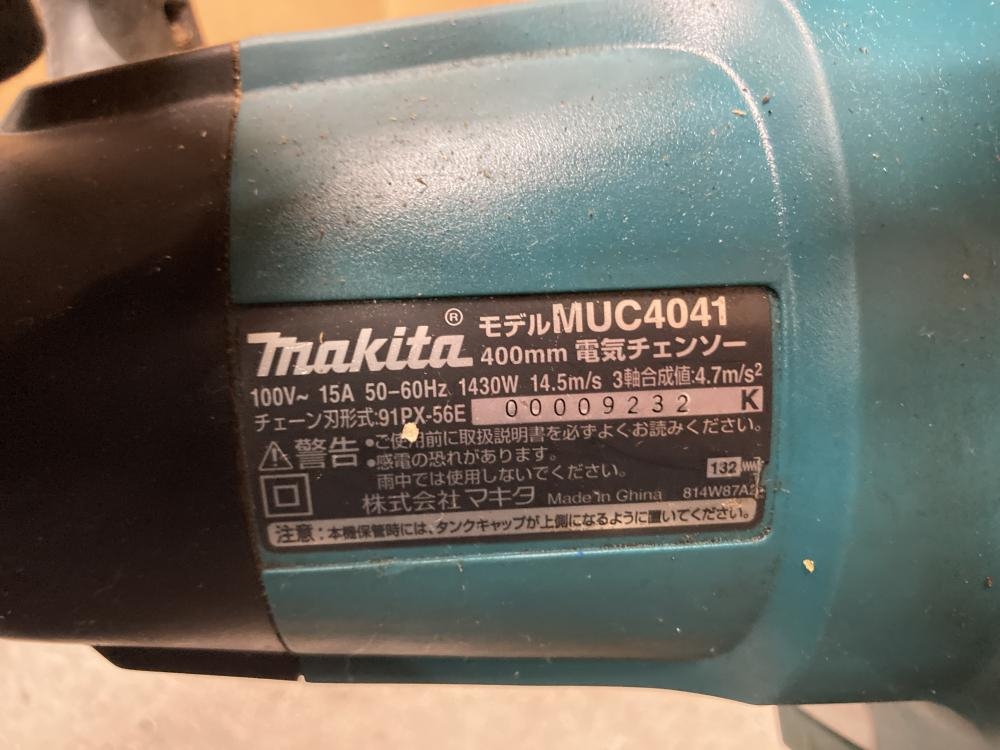 makita® モデルMUC4041
400mm 電気チェンソー
100V~ 15A 50-60Hz 1430W 14.5m/s 3軸合成値:4.7m/s²
チェーン刃形式:91PX-56E 00009232 K
警告 •ご使用前に取扱説明書を必ずよくお読みください。
•感電の恐れがあります。
雨中では使用しないでください。
132
株式会社 マキタ Made in China 814W87A2
注意:本機保管時には、タンクキャップが上側になるように置いてください。